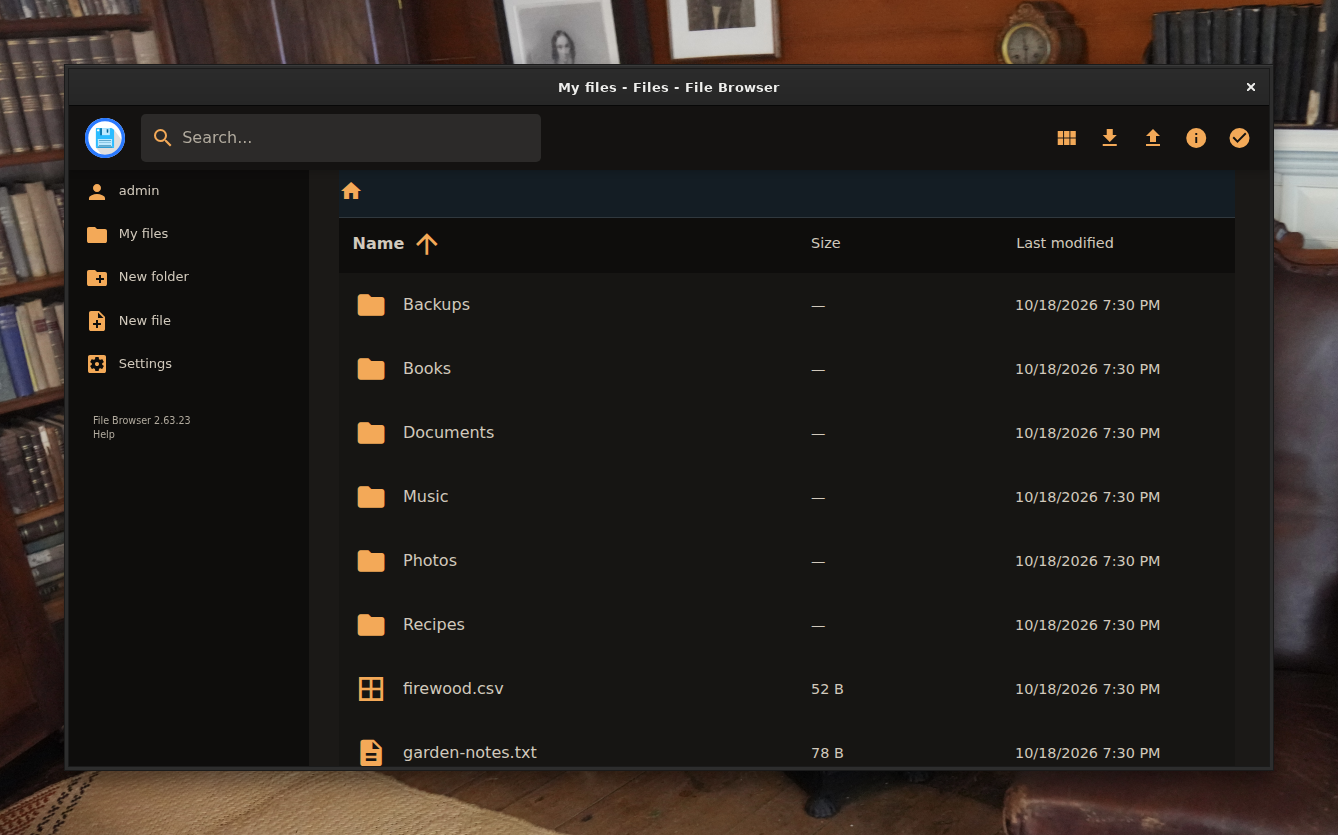 My files - Files - File Browser
Search...
admin
My files
New folder
New file
Settings
File Browser 2.63.23
Help
Name Size Last modified
Backups — 10/18/2026 7:30 PM
Books — 10/18/2026 7:30 PM
Documents — 10/18/2026 7:30 PM
Music — 10/18/2026 7:30 PM
Photos — 10/18/2026 7:30 PM
Recipes — 10/18/2026 7:30 PM
firewood.csv 52 B 10/18/2026 7:30 PM
garden-notes.txt 78 B 10/18/2026 7:30 PM